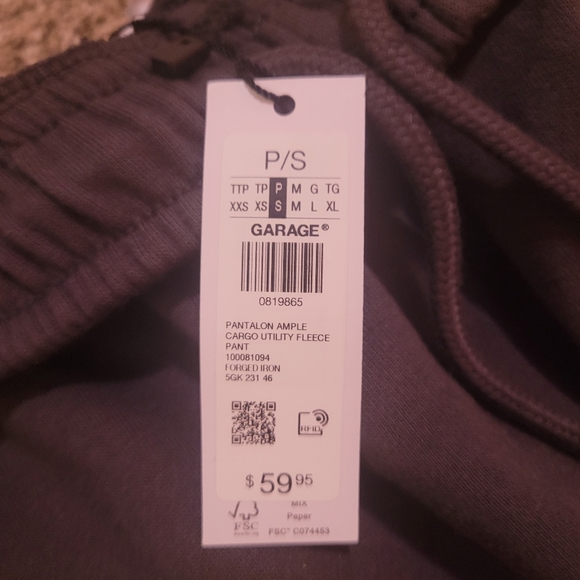 P/S
TTP TP P M G TG
XXS XS S M L XL
GARAGE®
0819865
PANTALON AMPLE
CARGO UTILITY FLEECE
PANT
100081094
FORGED IRON
5GK 231 46
RFID
$59.95
MIX
Paper
FSC
FSC® C074453